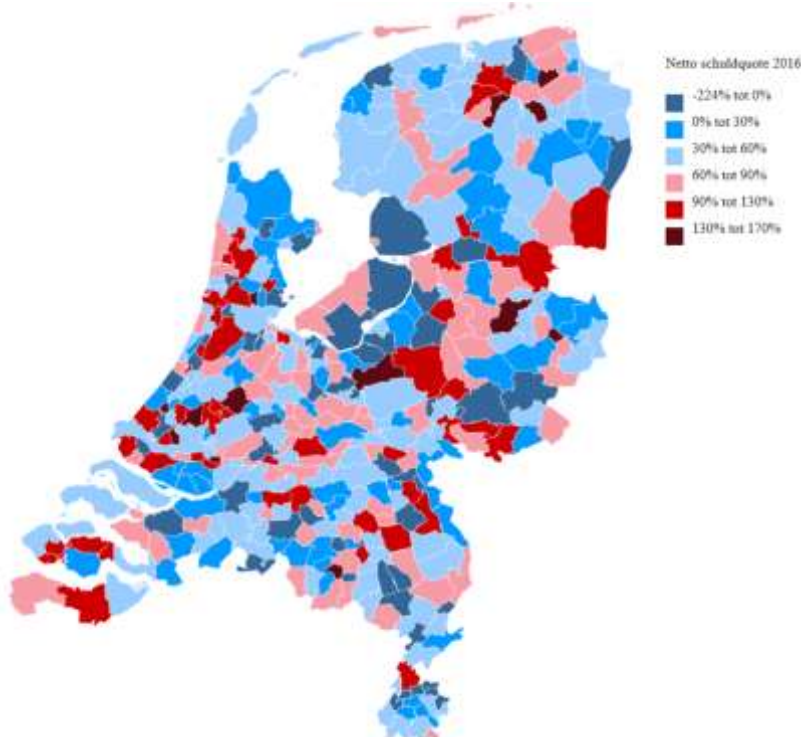 Netto schuldquote 2016
-224% tot 0%
0% tot 30%
30% tot 60%
60% tot 90%
90% tot 130%
130% tot 170%